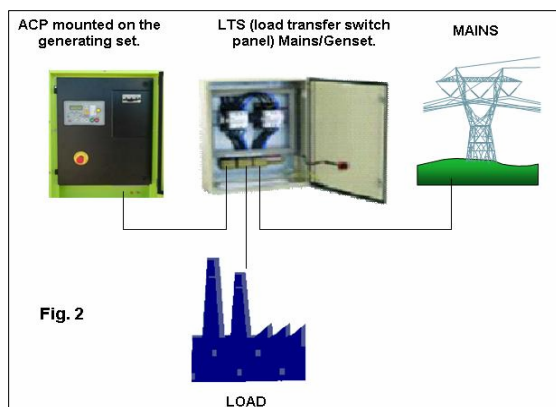 ACP mounted on the
generating set.
LTS (load transfer switch
panel) Mains/Genset.
MAINS
Fig. 2
LOAD